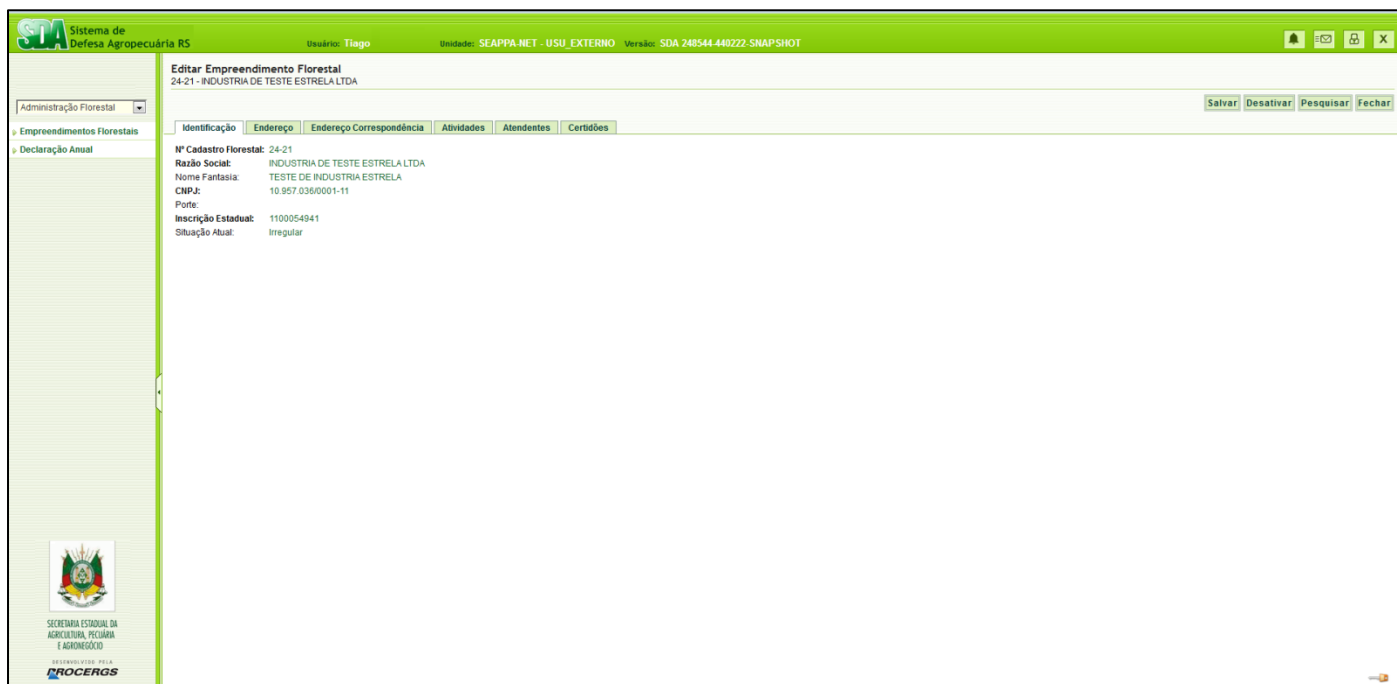 SDA Sistema de
Defesa Agropecuária RS
Usuário: Tiago
Unidade: SEAPPA-NET - USU_EXTERNO
Versão: SDA 248544-440222-SNAPSHOT
X
Editar Empreendimento Florestal
24-21 - INDUSTRIA DE TESTE ESTRELA LTDA
Salvar Desativar Pesquisar Fechar
Administração Florestal
Empreendimentos Florestais
Declaração Anual
Identificação Endereço Endereço Correspondência Atividades Atendentes Certidões
Nº Cadastro Florestal: 24-21
Razão Social: INDUSTRIA DE TESTE ESTRELA LTDA
Nome Fantasia: TESTE DE INDUSTRIA ESTRELA
CNPJ: 10.957.036/0001-11
Porte:
Inscrição Estadual: 1100054941
Situação Atual: Irregular
SECRETARIA ESTADUAL DA
AGRICULTURA, PECUÁRIA
E AGRONEGÓCIO
DESENVOLVIDO PELA
PROCERGS